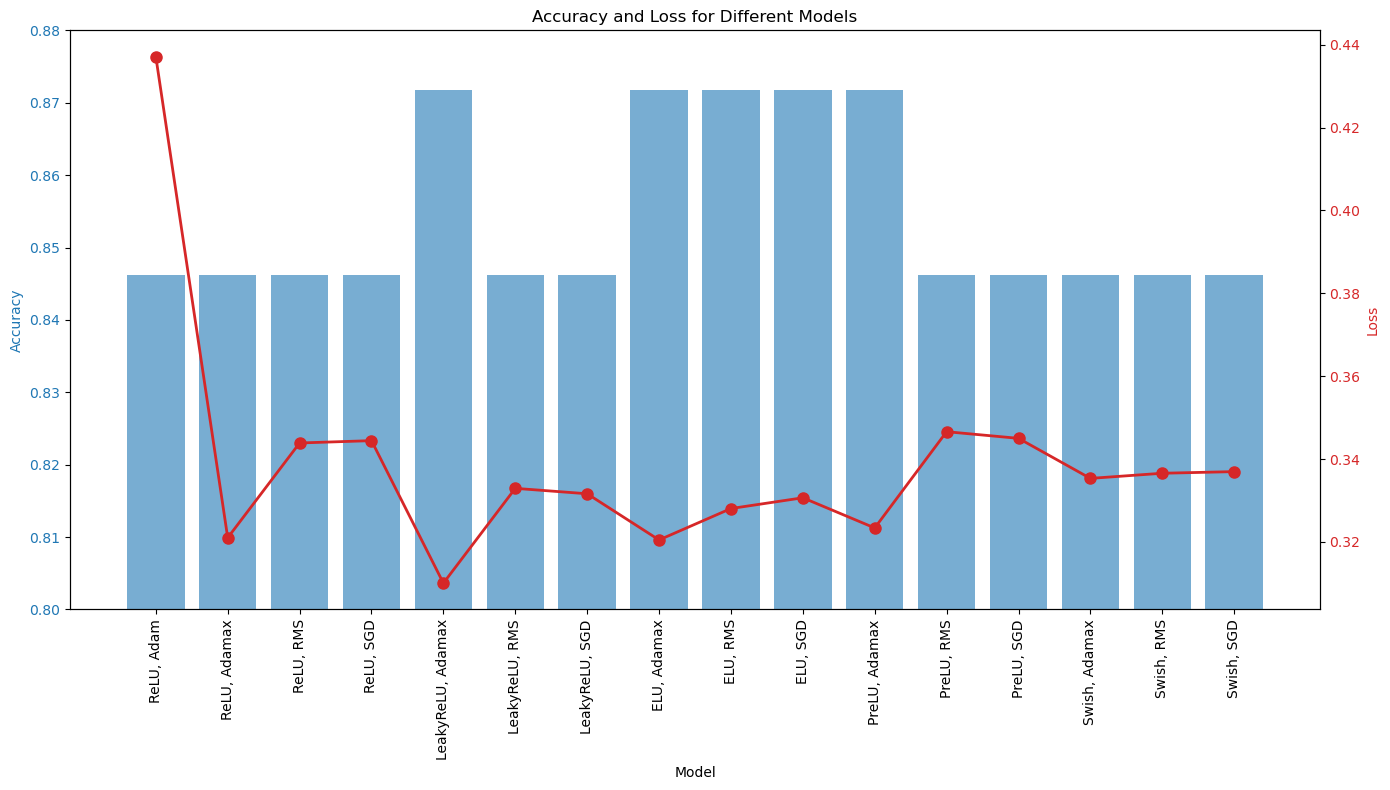 Accuracy and Loss for Different Models
Accuracy
0.88
0.87
0.86
0.85
0.84
0.83
0.82
0.81
0.80
0.44
0.42
0.40
0.38
0.36
0.34
0.32
Loss
ReLU, Adam
ReLU, Adamax
ReLU, RMS
ReLU, SGD
LeakyReLU, Adamax
LeakyReLU, RMS
LeakyReLU, SGD
ELU, Adamax
ELU, RMS
ELU, SGD
PreLU, Adamax
PreLU, RMS
PreLU, SGD
Swish, Adamax
Swish, RMS
Swish, SGD
Model